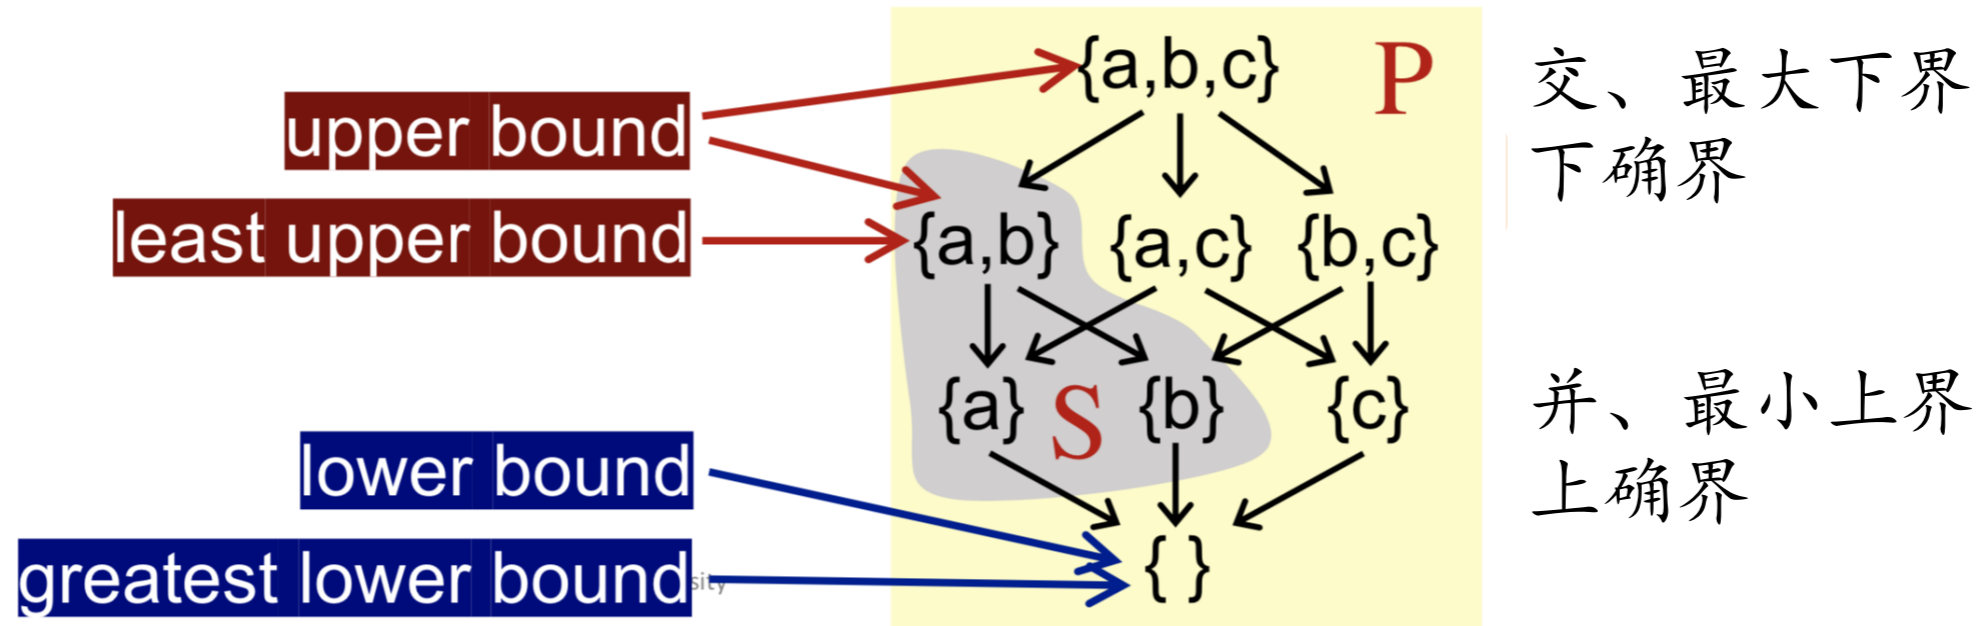 {a,b,c}
P
upper bound
least upper bound
{a,b} {a,c} {b,c}
{a} S {b} {c}
lower bound
greatest lower bound
sity
{ }
交、最大下界
下确界
并、最小上界
上确界